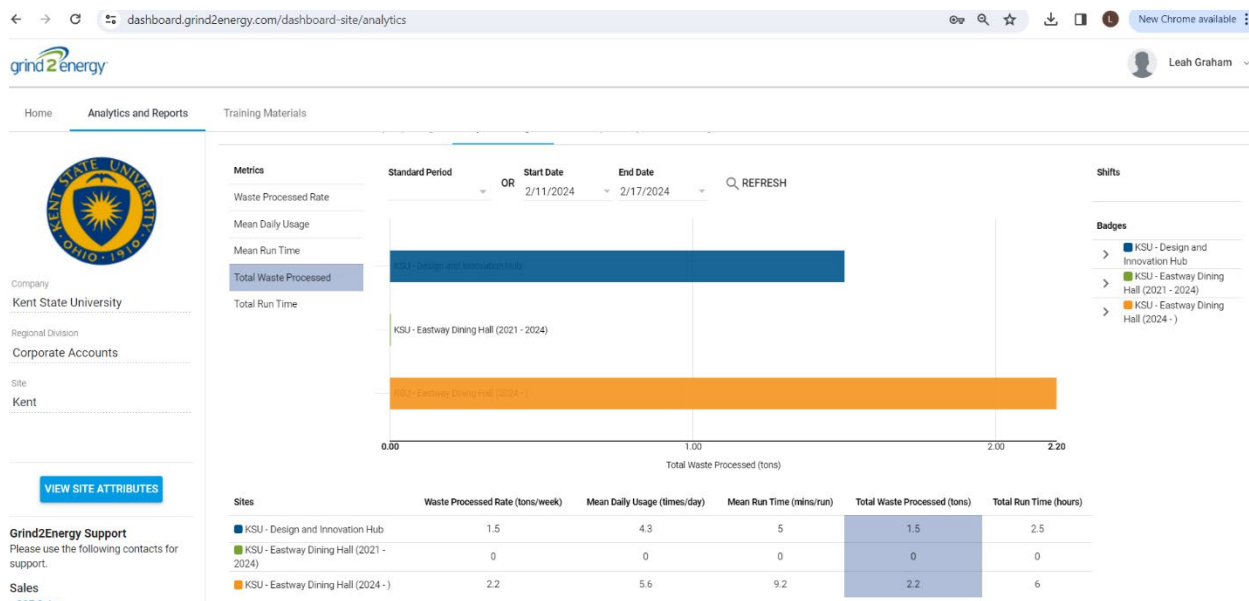 dashboard.grind2energy.com/dashboard-site/analytics
L
New Chrome available
grind2energy
Leah Graham
Home
Analytics and Reports
Training Materials
KENT STATE UNIVERSITY
OHIO · 1910
Company
Kent State University
Regional Division
Corporate Accounts
Site
Kent
VIEW SITE ATTRIBUTES
Grind2Energy Support
Please use the following contacts for
support.
Sales
Metrics
Waste Processed Rate
Mean Daily Usage
Mean Run Time
Total Waste Processed
Total Run Time
Standard Period
OR
Start Date
2/11/2024
End Date
2/17/2024
REFRESH
KSU - Design and Innovation Hub
KSU - Eastway Dining Hall (2021 - 2024)
KSU - Eastway Dining Hall (2024 - )
0.00 1.00 2.00 2.20
Total Waste Processed (tons)
Shifts
Badges
KSU - Design and
Innovation Hub
KSU - Eastway Dining
Hall (2021 - 2024)
KSU - Eastway Dining
Hall (2024 - )
Sites Waste Processed Rate (tons/week) Mean Daily Usage (times/day) Mean Run Time (mins/run) Total Waste Processed (tons) Total Run Time (hours)
KSU - Design and Innovation Hub 1.5 4.3 5 1.5 2.5
KSU - Eastway Dining Hall (2021 -
2024) 0 0 0 0 0
KSU - Eastway Dining Hall (2024 - ) 2.2 5.6 9.2 2.2 6